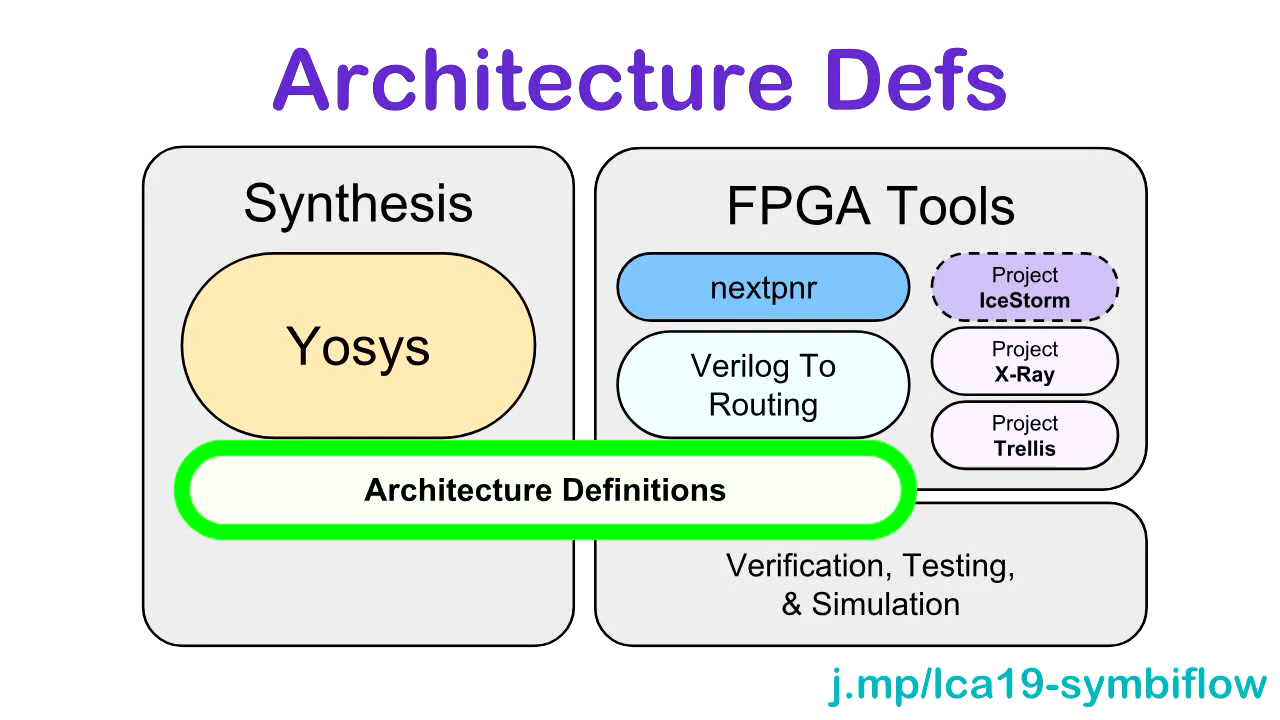 Architecture Defs
Synthesis
Yosys
FPGA Tools
nextpnr
Verilog To
Routing
Project
IceStorm
Project
X-Ray
Project
Trellis
Architecture Definitions
Verification, Testing,
& Simulation
j.mp/lca19-symbiflow